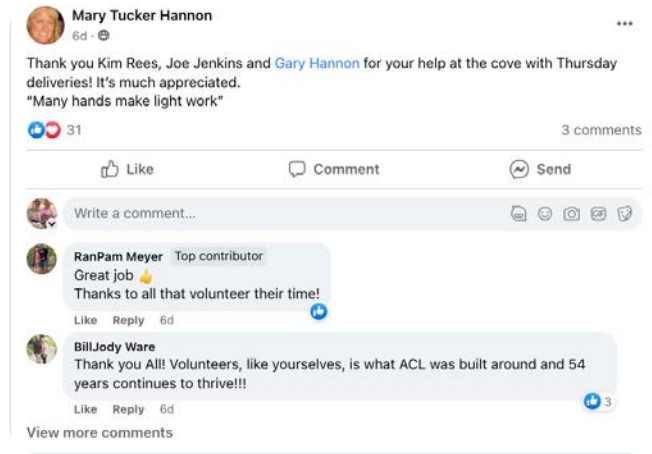 Mary Tucker Hannon
6d
Thank you Kim Rees, Joe Jenkins and Gary Hannon for your help at the cove with Thursday
deliveries! It's much appreciated.
"Many hands make light work"
31
3 comments
Like
Comment
Send
Write a comment...
GIF
RanPam Meyer Top contributor
Great job 👍
Thanks to all that volunteer their time!
Like Reply 6d
BillJody Ware
Thank you All! Volunteers, like yourselves, is what ACL was built around and 54
years continues to thrive!!!
3
Like Reply 6d
View more comments